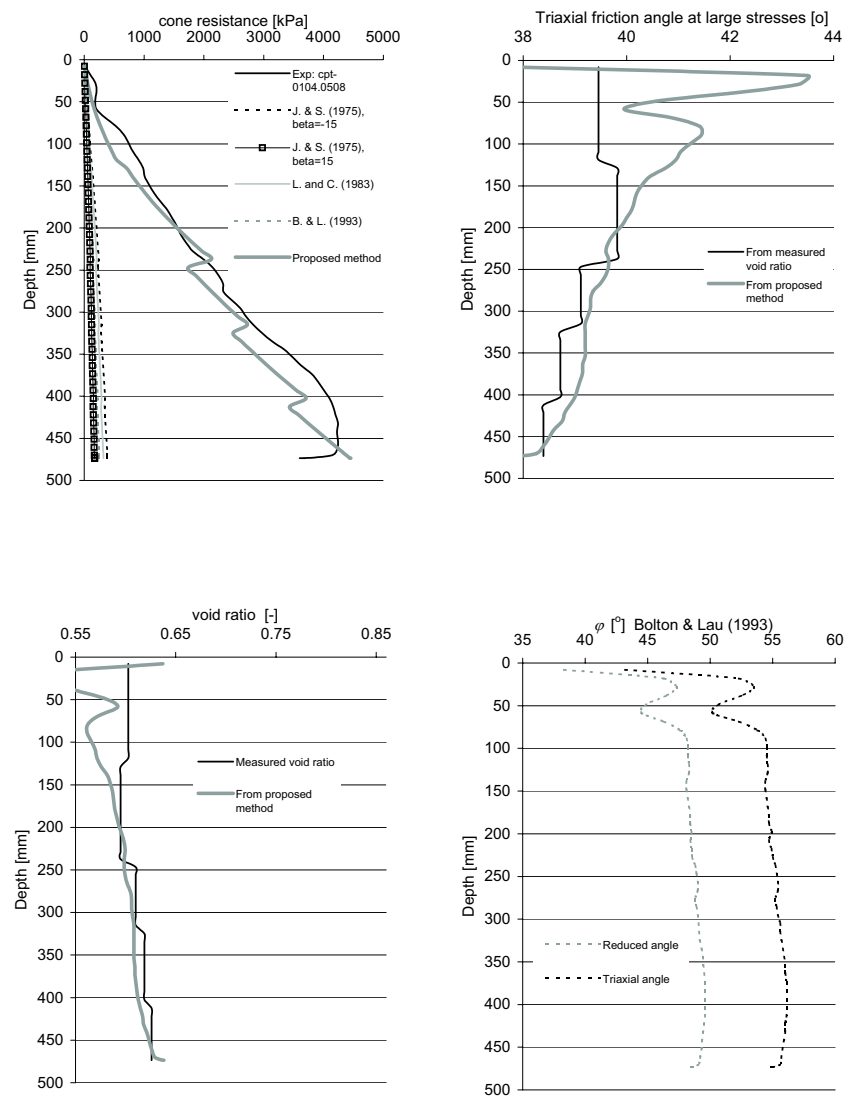 cone resistance [kPa]
0 1000 2000 3000 4000 5000
0
50
100
150
200
250
300
350
400
450
500
Depth [mm]
Exp: cpt-
0104.0508
J. & S. (1975),
beta=-15
J. & S. (1975),
beta=15
L. and C. (1983)
B. & L. (1993)
Proposed method
Triaxial friction angle at large stresses [o]
38 40 42 44
0
50
100
150
200
250
300
350
400
450
500
Depth [mm]
From measured
void ratio
From proposed
method
void ratio [-]
0.55 0.65 0.75 0.85
0
50
100
150
200
250
300
350
400
450
500
Depth [mm]
Measured void ratio
From proposed
method
φ [o] Bolton & Lau (1993)
35 40 45 50 55 60
0
50
100
150
200
250
300
350
400
450
500
Depth [mm]
Reduced angle
Triaxial angle